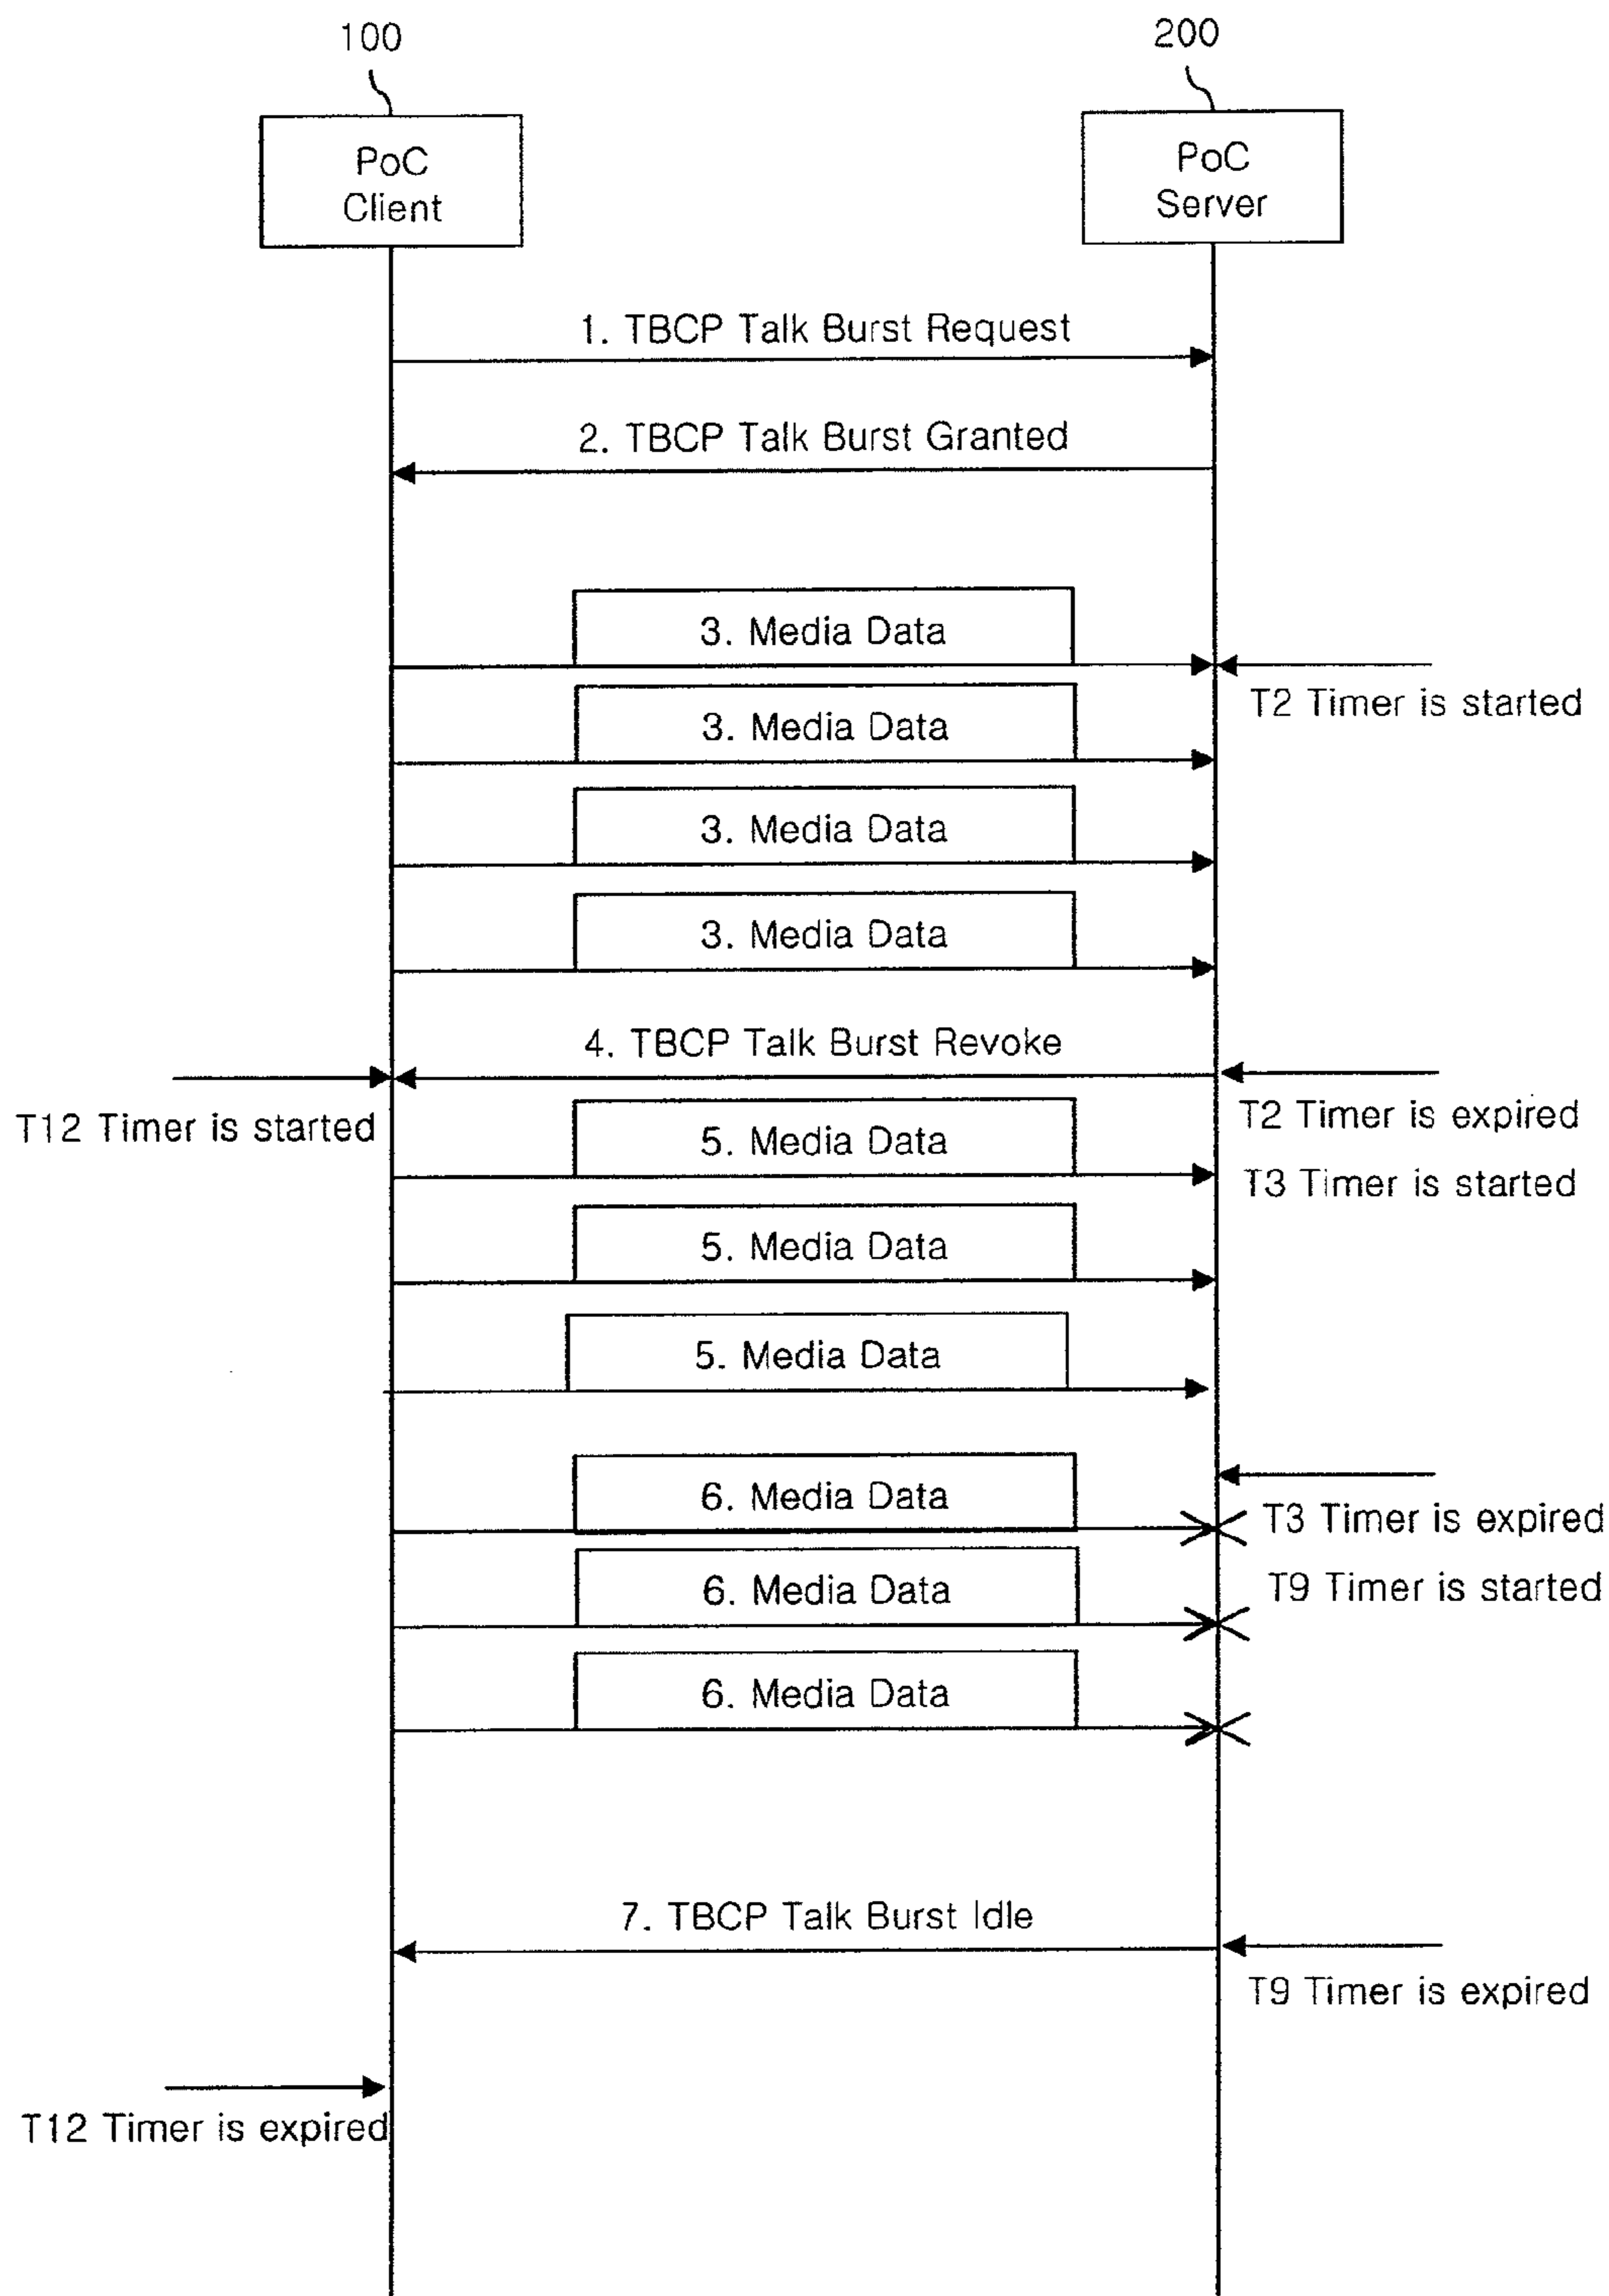 100
200
PoC
Client
PoC
Server
1. TBCP Talk Burst Request
2. TBCP Talk Burst Granted
3. Media Data
T2 Timer is started
3. Media Data
3. Media Data
3. Media Data
4. TBCP Talk Burst Revoke
T12 Timer is started
T2 Timer is expired
5. Media Data
T3 Timer is started
5. Media Data
5. Media Data
6. Media Data
T3 Timer is expired
6. Media Data
T9 Timer is started
6. Media Data
7. TBCP Talk Burst Idle
T9 Timer is expired
T12 Timer is expired